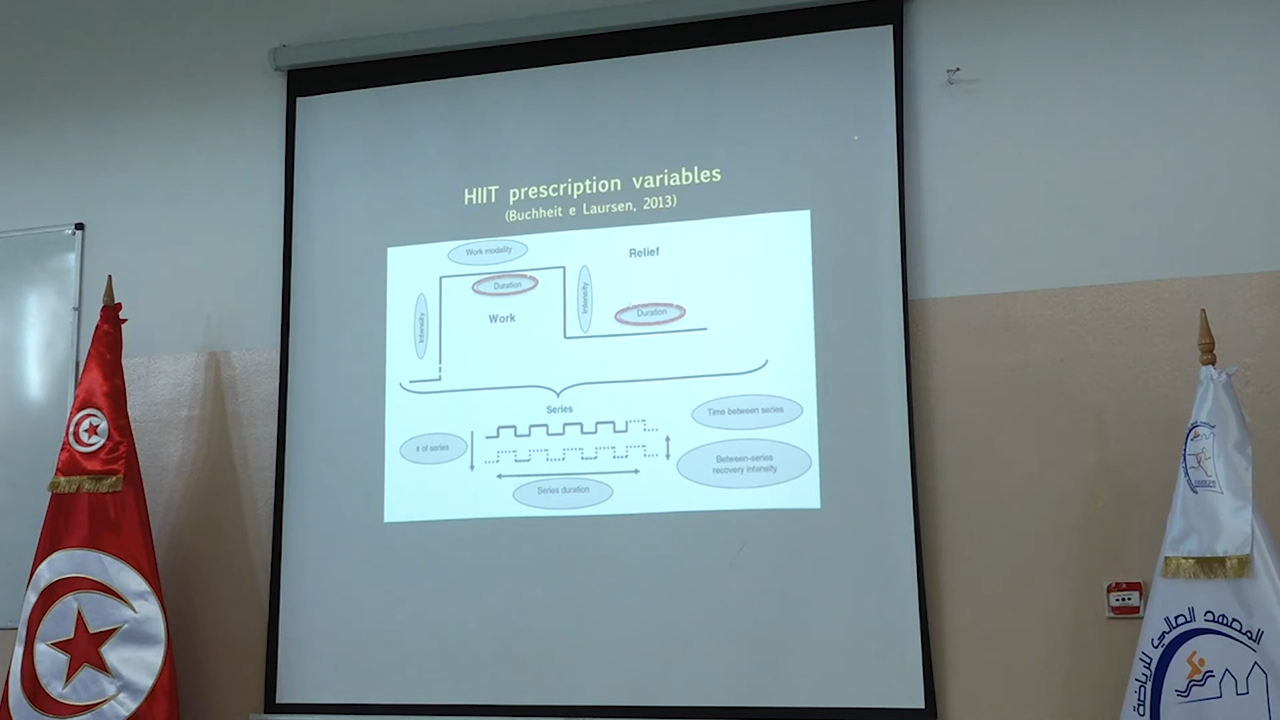 HIIT prescription variables
(Buchheit e Laursen, 2013)
Work modality
Relief
Duration
Intensity
Intensity
Duration
Work
Series
Time between series
# of series
Between-series
recovery intensity
Series duration
المعهد العالي للرياضة